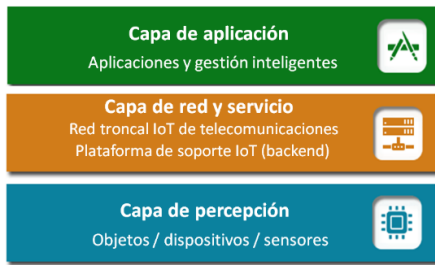 Capa de aplicación
Aplicaciones y gestión inteligentes
Capa de red y servicio
Red troncal IoT de telecomunicaciones
Plataforma de soporte IoT (backend)
Capa de percepción
Objetos / dispositivos / sensores